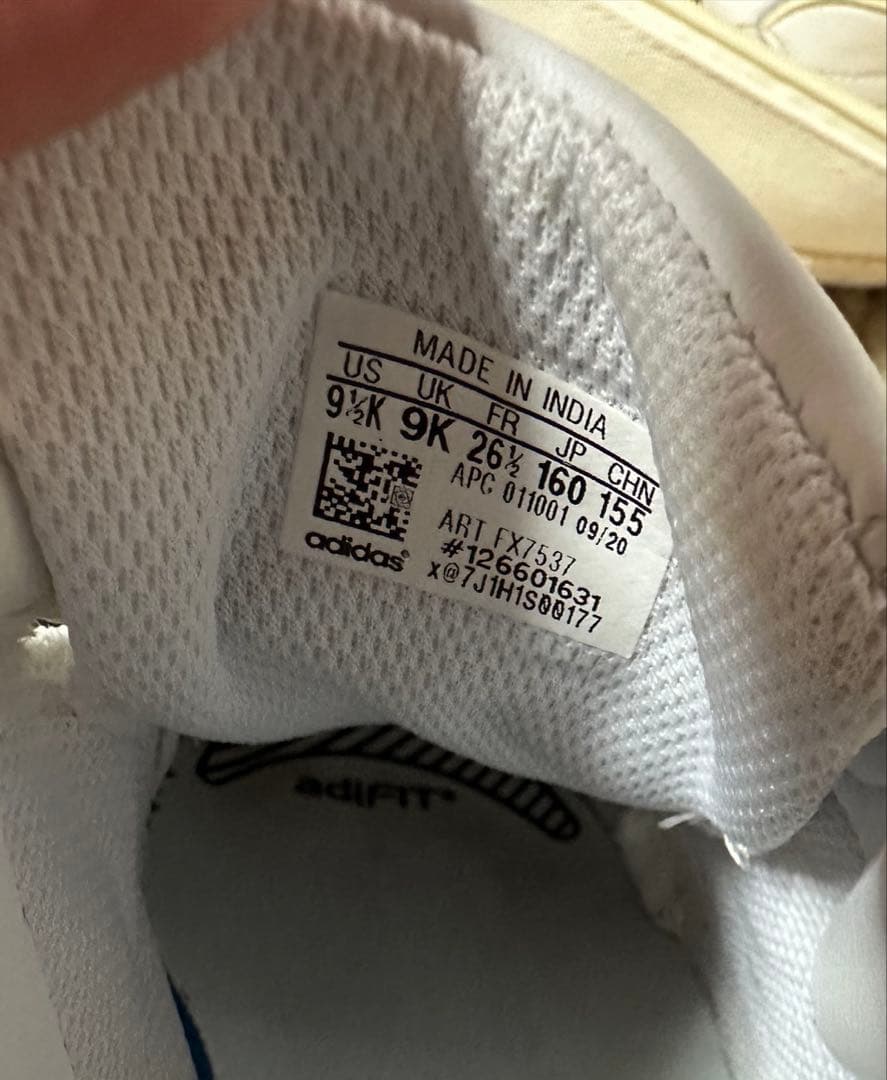 MADE IN INDIA
US UK FR JP CHN
9½K 9K 26½ 160 155
APC 011001 09/20
ART FX7537
#126601631
x@7J1H1S00177
adidas®
adiFIT®